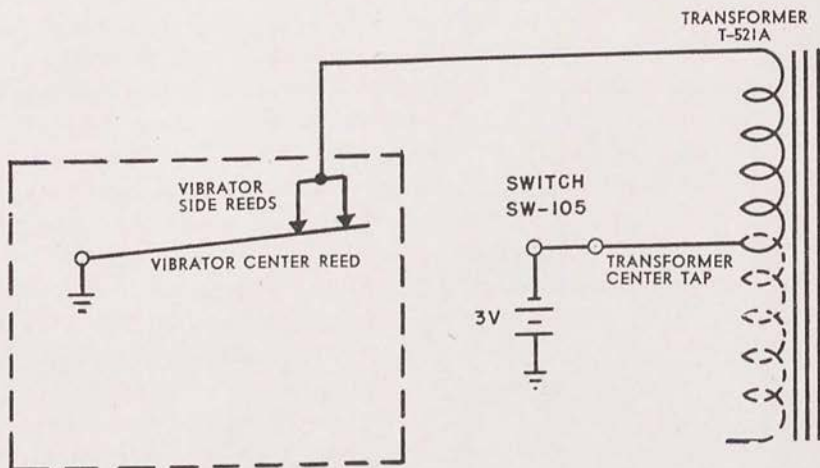 TRANSFORMER
T-521A
VIBRATOR
SIDE REEDS
SWITCH
SW-105
VIBRATOR CENTER REED
TRANSFORMER
CENTER TAP
3V